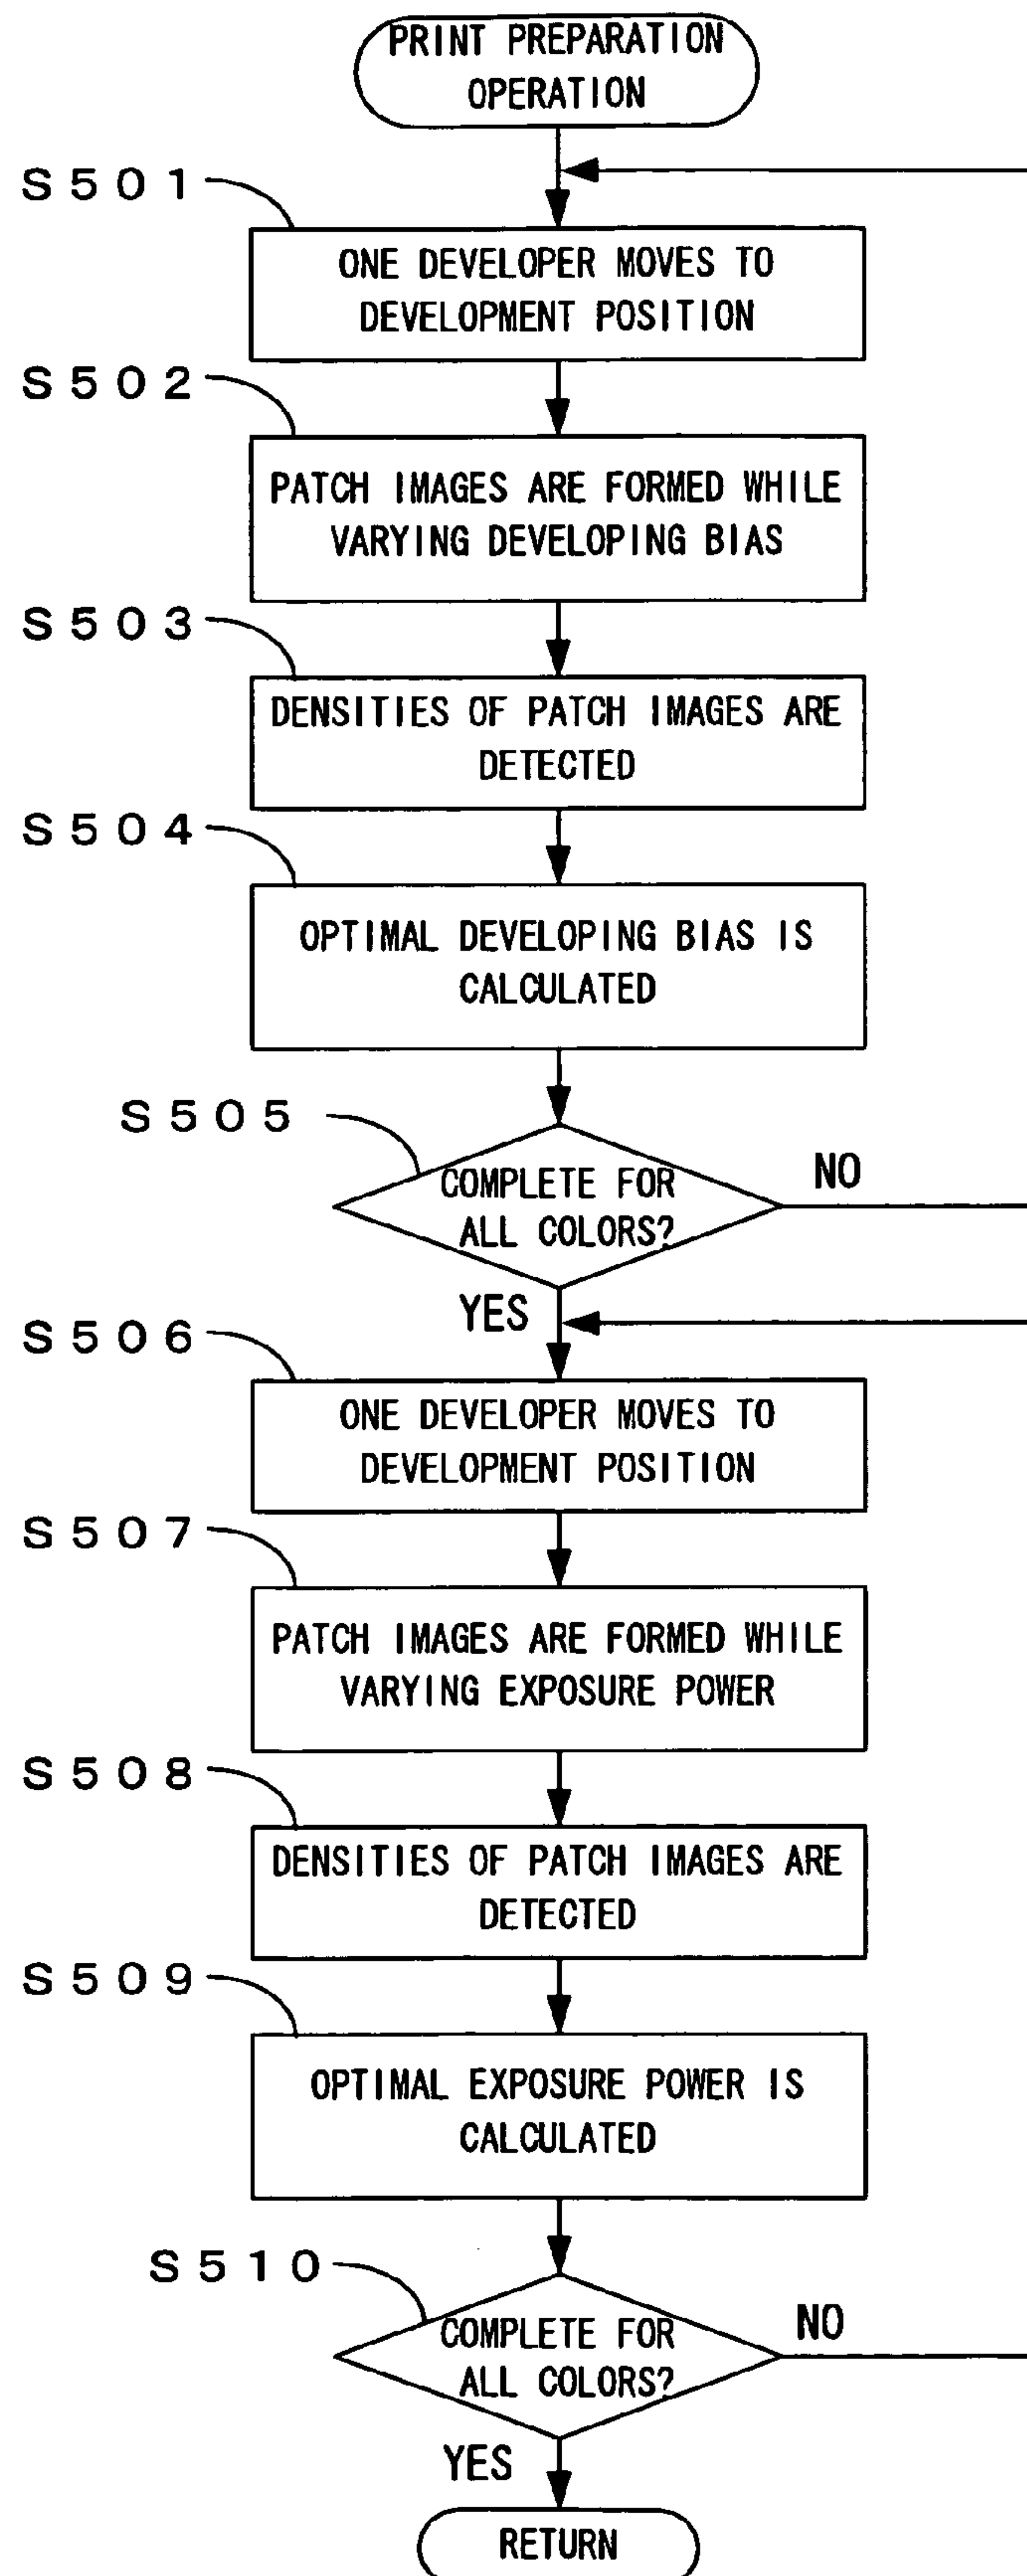 PRINT PREPARATION
OPERATION
S501
ONE DEVELOPER MOVES TO
DEVELOPMENT POSITION
S502
PATCH IMAGES ARE FORMED WHILE
VARYING DEVELOPING BIAS
S503
DENSITIES OF PATCH IMAGES ARE
DETECTED
S504
OPTIMAL DEVELOPING BIAS IS
CALCULATED
S505
COMPLETE FOR
ALL COLORS?
NO
YES
S506
ONE DEVELOPER MOVES TO
DEVELOPMENT POSITION
S507
PATCH IMAGES ARE FORMED WHILE
VARYING EXPOSURE POWER
S508
DENSITIES OF PATCH IMAGES ARE
DETECTED
S509
OPTIMAL EXPOSURE POWER IS
CALCULATED
S510
COMPLETE FOR
ALL COLORS?
NO
YES
RETURN